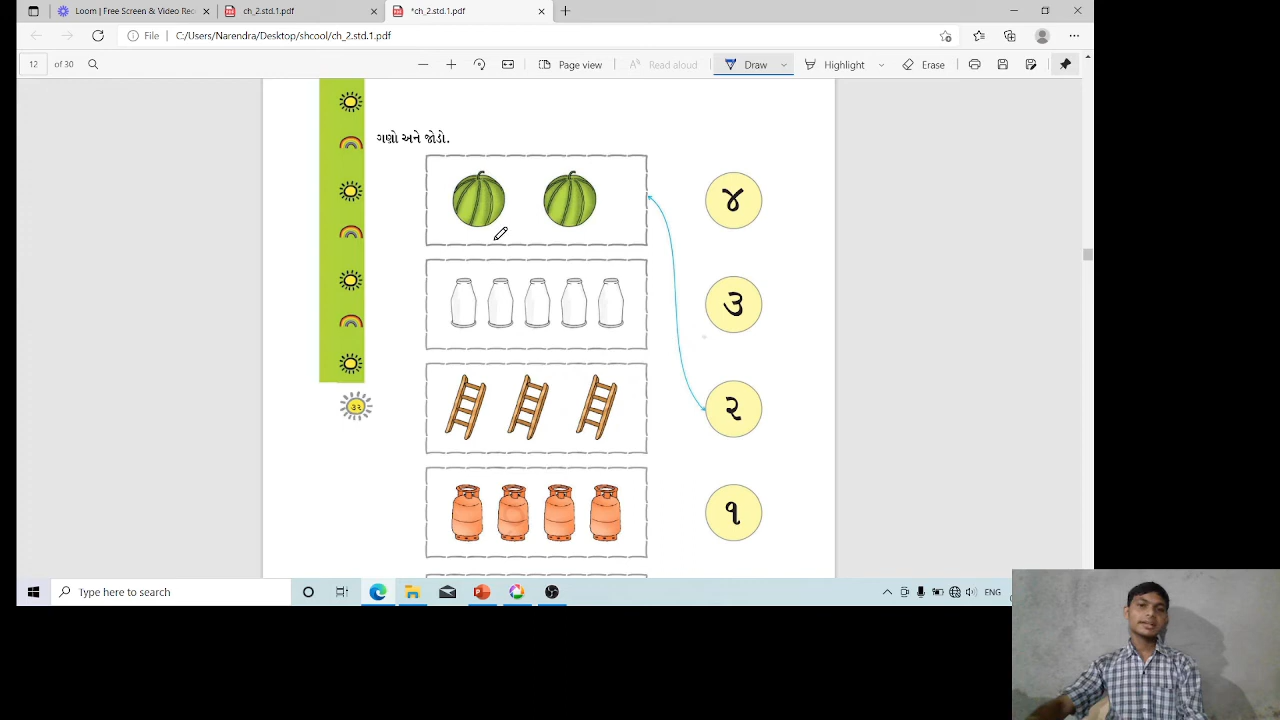 Loom | Free Screen & Video Rec
ch_2.std.1.pdf
*ch_2.std.1.pdf
File
C:/Users/Narendra/Desktop/shcool/ch_2.std.1.pdf
12 of 30
Page view
Read aloud
Draw
Highlight
Erase
ગણો અને જોડો.
૪
૩
૩૨
૨
૧
Type here to search
ENG